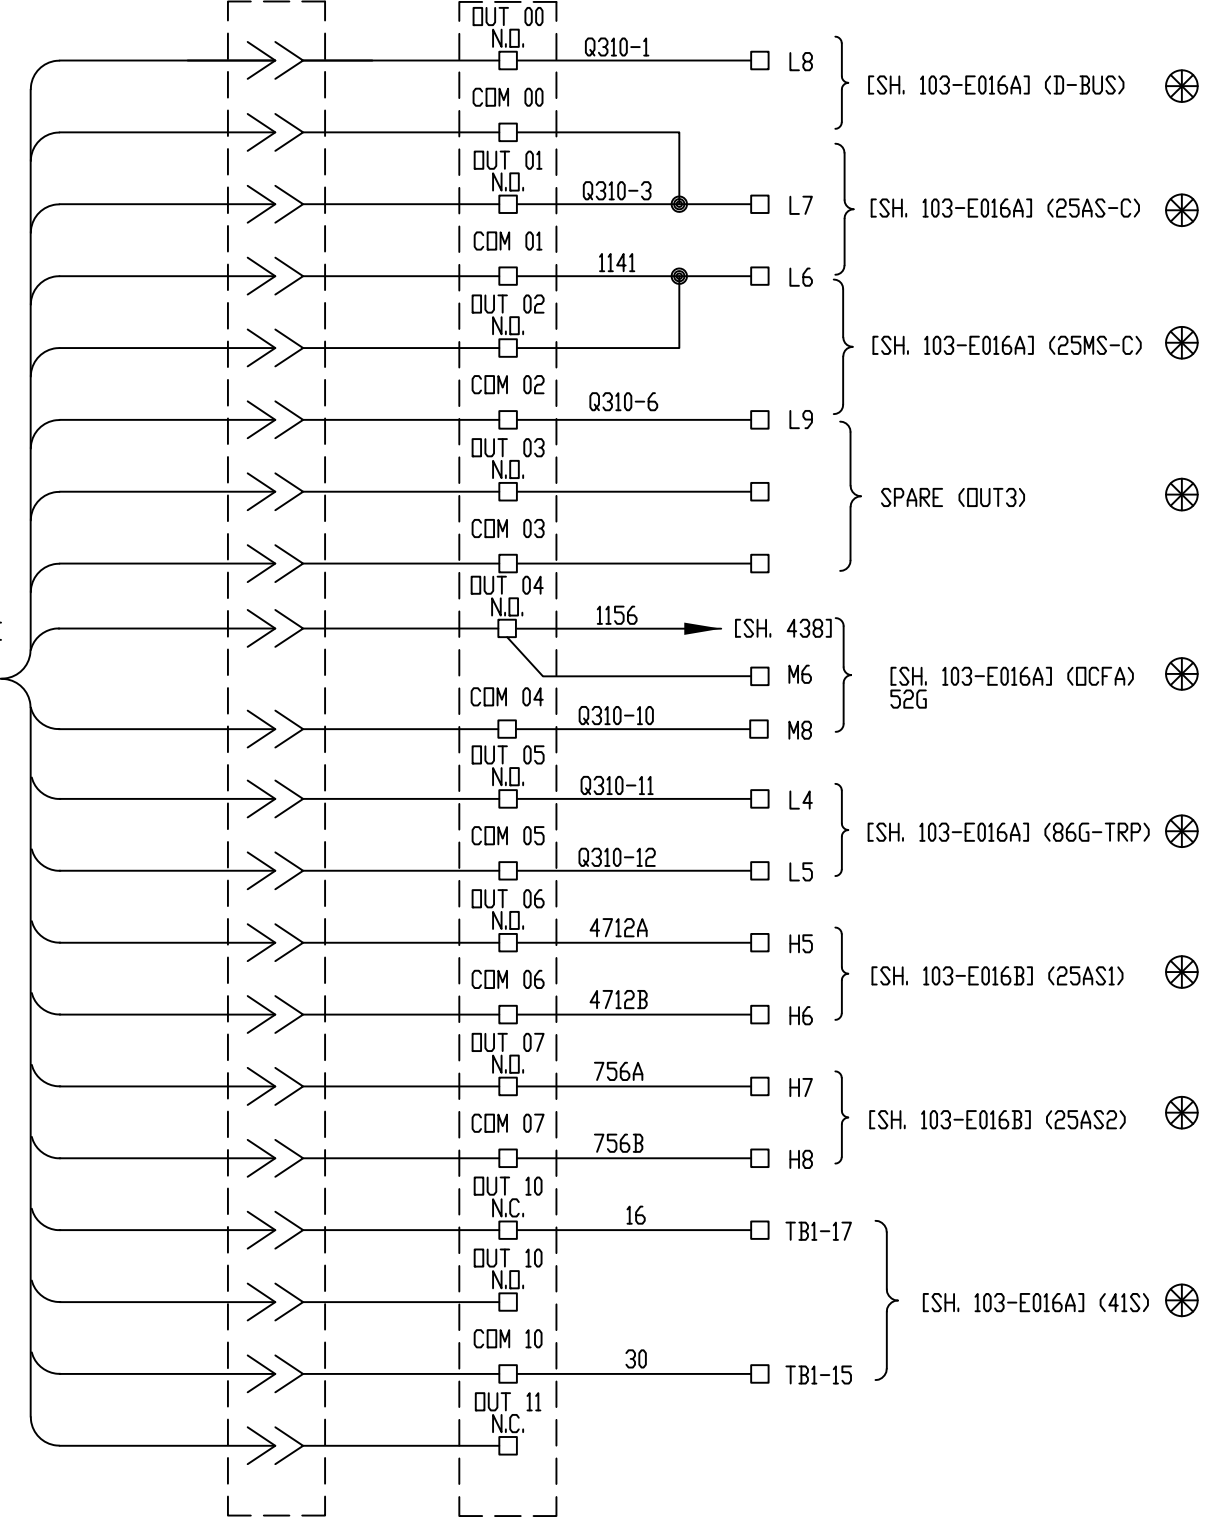 OUT 00
N.O.
Q310-1
L8
[SH. 103-E016A] (D-BUS)
COM 00
OUT 01
N.O.
Q310-3
L7
[SH. 103-E016A] (25AS-C)
COM 01
1141
L6
OUT 02
N.O.
[SH. 103-E016A] (25MS-C)
COM 02
Q310-6
L9
OUT 03
N.O.
SPARE (OUT3)
COM 03
OUT 04
N.O.
1156
[SH. 438]
M6
[SH. 103-E016A] (OCFA)
52G
COM 04
Q310-10
M8
OUT 05
N.O.
Q310-11
L4
[SH. 103-E016A] (86G-TRP)
COM 05
Q310-12
L5
OUT 06
N.O.
4712A
H5
[SH. 103-E016B] (25AS1)
COM 06
4712B
H6
OUT 07
N.O.
756A
H7
[SH. 103-E016B] (25AS2)
COM 07
756B
H8
OUT 10
N.C.
16
TB1-17
OUT 10
N.O.
[SH. 103-E016A] (41S)
COM 10
30
TB1-15
OUT 11
N.C.